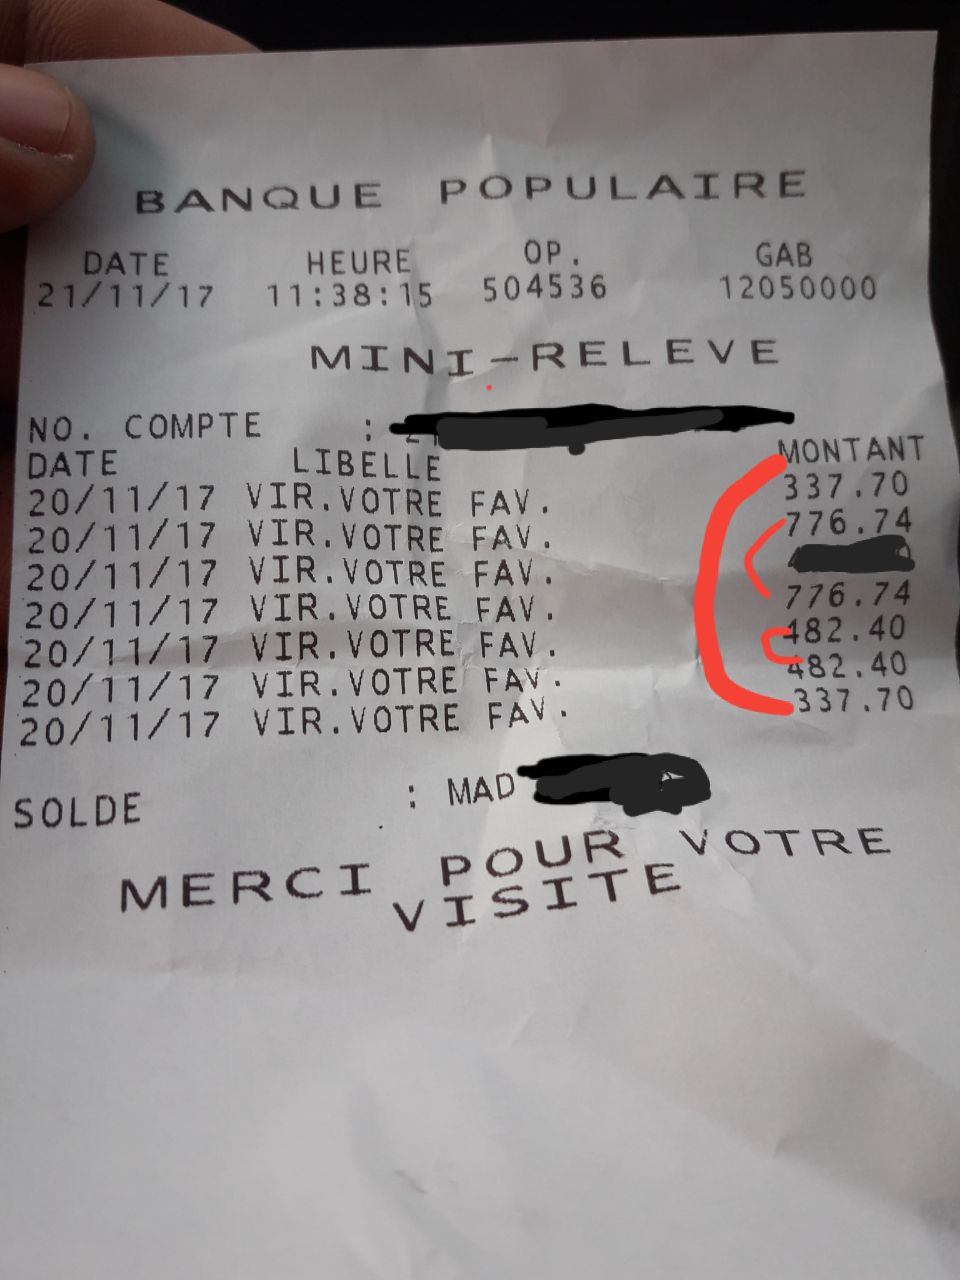 BANQUE POPULAIRE
DATE HEURE OP. GAB
21/11/17 11:38:15 504536 12050000
MINI-RELEVE
NO. COMPTE :
DATE LIBELLE MONTANT
20/11/17 VIR.VOTRE FAV. 337.70
20/11/17 VIR.VOTRE FAV. 776.74
20/11/17 VIR.VOTRE FAV.
20/11/17 VIR.VOTRE FAV. 776.74
20/11/17 VIR.VOTRE FAV. 482.40
20/11/17 VIR.VOTRE FAV. 482.40
20/11/17 VIR.VOTRE FAV. 337.70
SOLDE : MAD
MERCI POUR VOTRE
VISITE